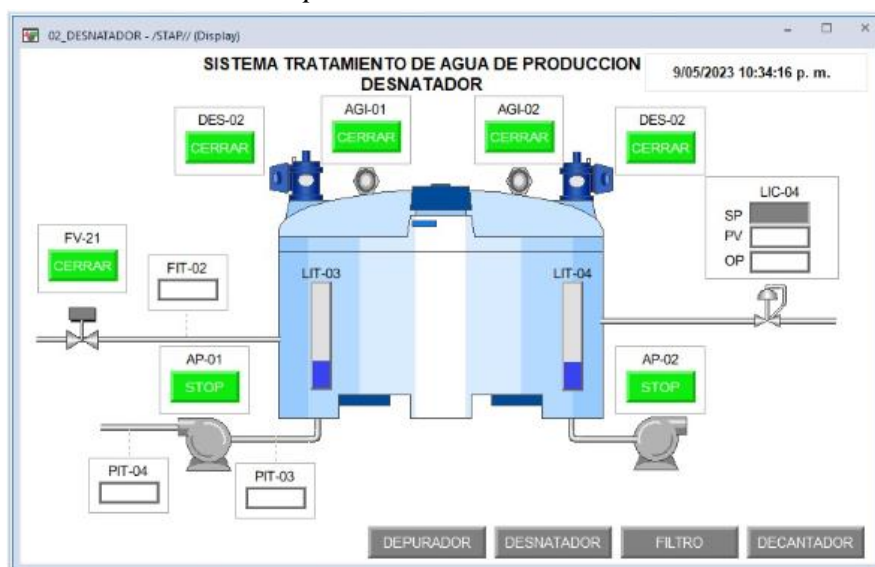 02_DESNATADOR - /STAP// (Display)
SISTEMA TRATAMIENTO DE AGUA DE PRODUCCION
DESNATADOR
9/05/2023 10:34:16 p. m.
DES-02
CERRAR
AGI-01
CERRAR
AGI-02
CERRAR
DES-02
CERRAR
LIC-04
SP
PV
OP
FV-21
CERRAR
FIT-02
LIT-03
LIT-04
AP-01
STOP
AP-02
STOP
PIT-04
PIT-03
DEPURADOR
DESNATADOR
FILTRO
DECANTADOR